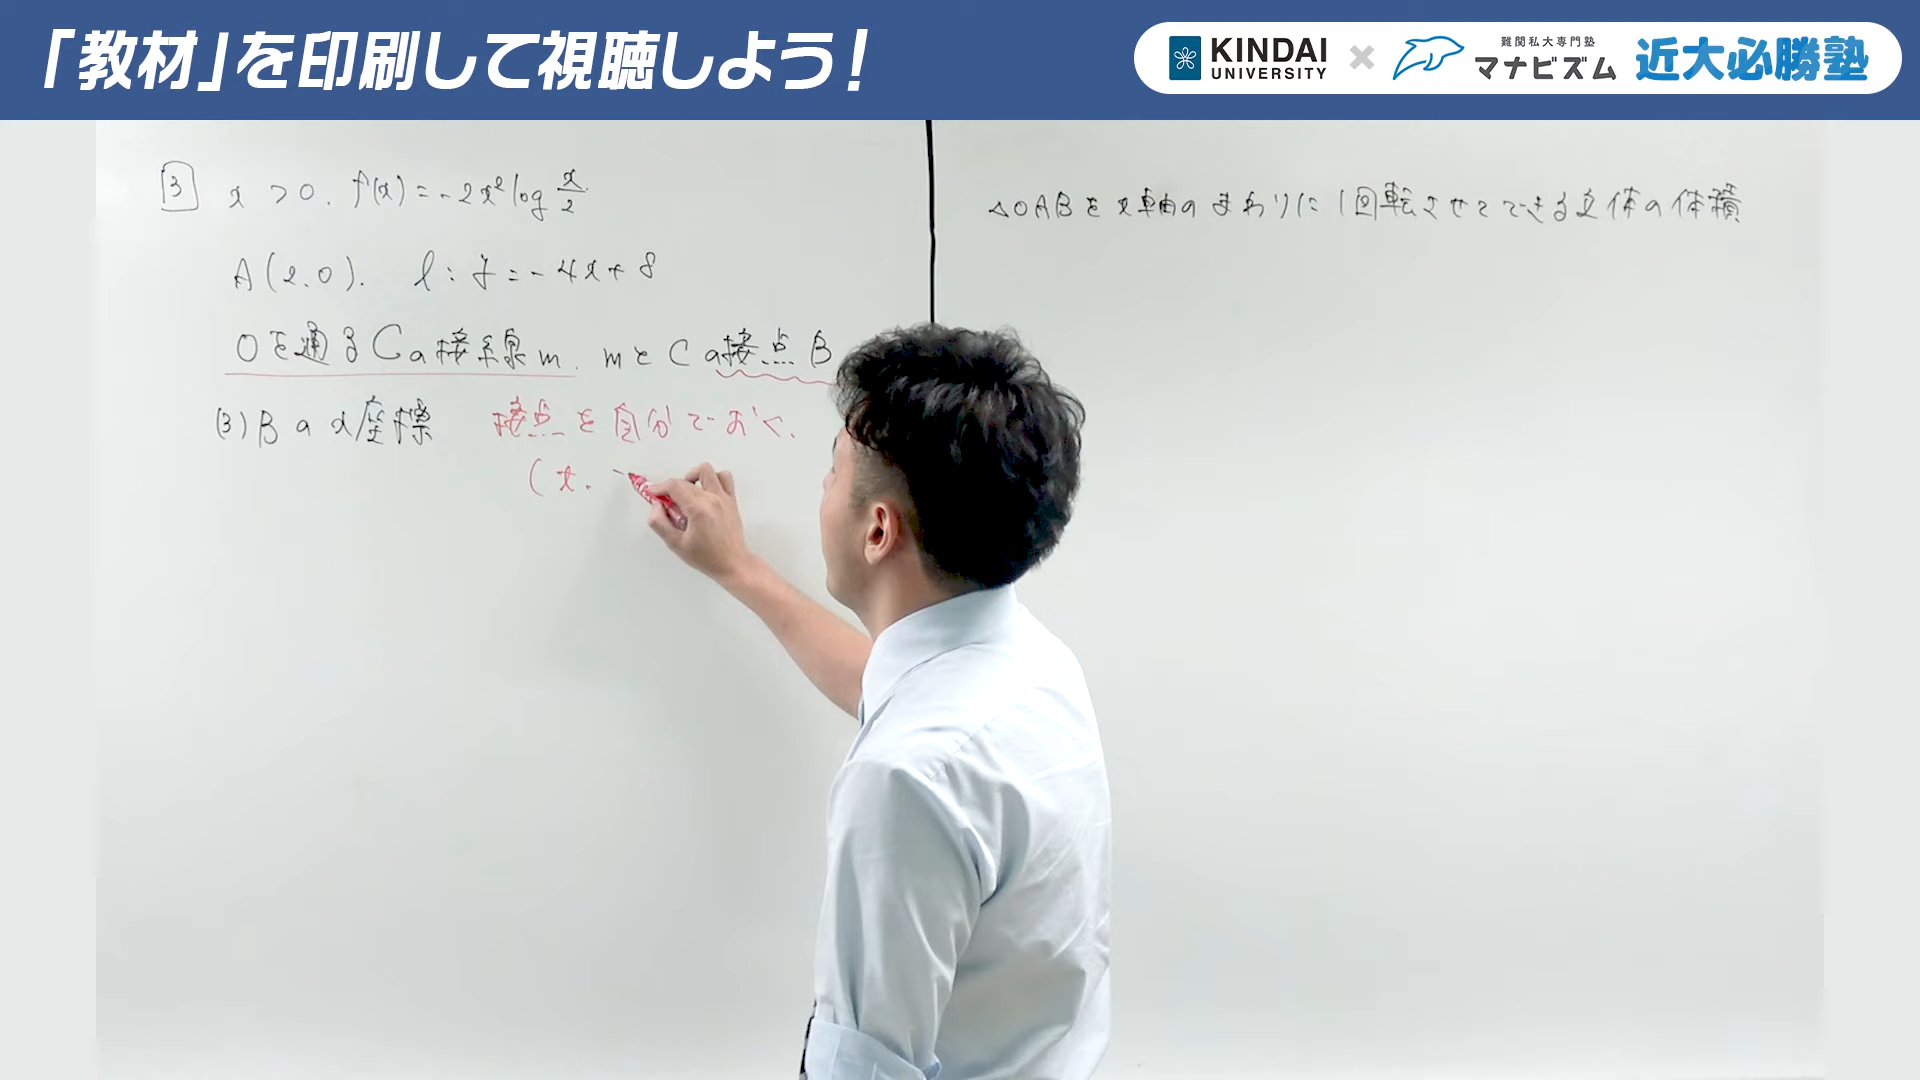 「教材」を印刷して視聴しよう!
KINDAI UNIVERSITY × 難関私大専門塾 マナビズム 近大必勝塾
3 x>0. f(x)=-2x²log x/2
A(2.0). l:y=-4x+8
Oを通るCの接線m. mとCの接点B
(3) Bのx座標 接点を自分でおく.
(t. -
△OABをx軸のまわりに1回転させてできる立体の体積